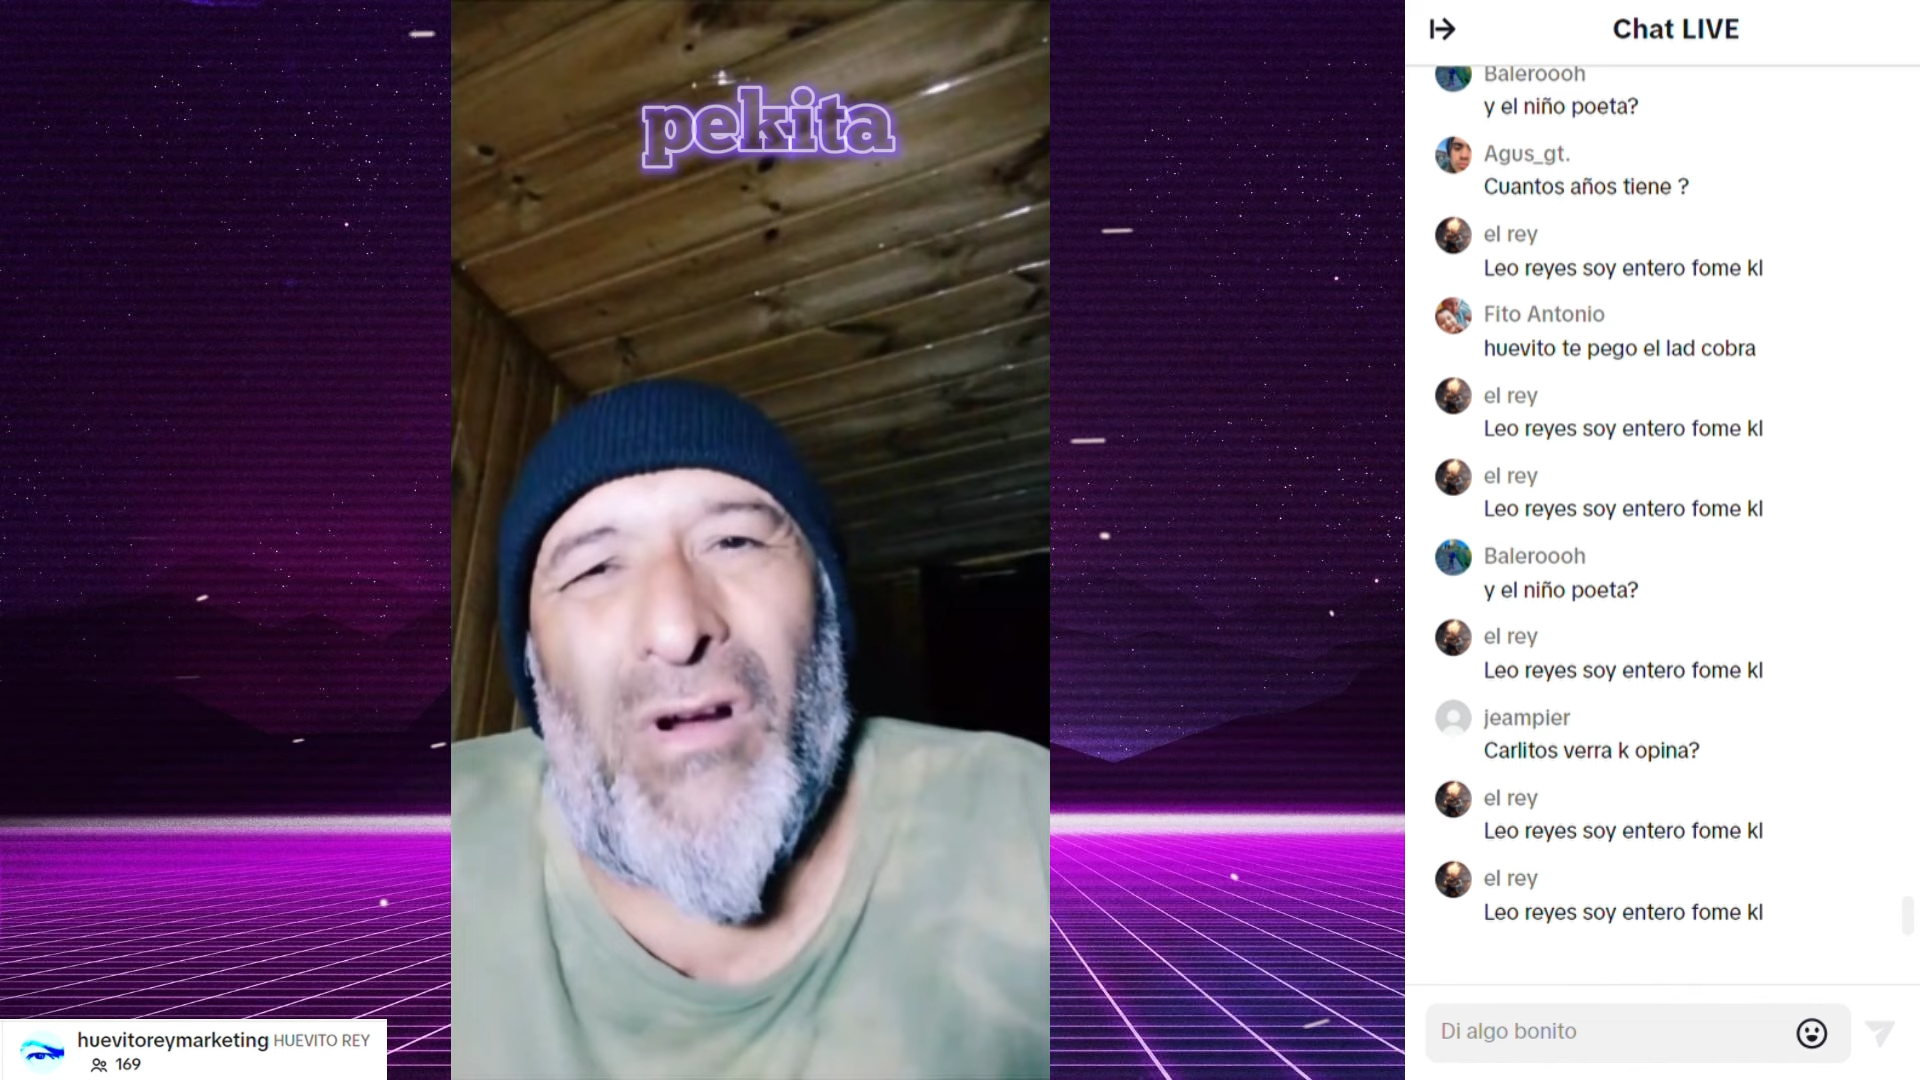 pekita
huevitoreymarketing HUEVITO REY
169
Chat LIVE
Baleroooh
y el niño poeta?
Agus_gt.
Cuantos años tiene ?
el rey
Leo reyes soy entero fome kl
Fito Antonio
huevito te pego el lad cobra
el rey
Leo reyes soy entero fome kl
el rey
Leo reyes soy entero fome kl
Baleroooh
y el niño poeta?
el rey
Leo reyes soy entero fome kl
jeampier
Carlitos verra k opina?
el rey
Leo reyes soy entero fome kl
el rey
Leo reyes soy entero fome kl
Di algo bonito